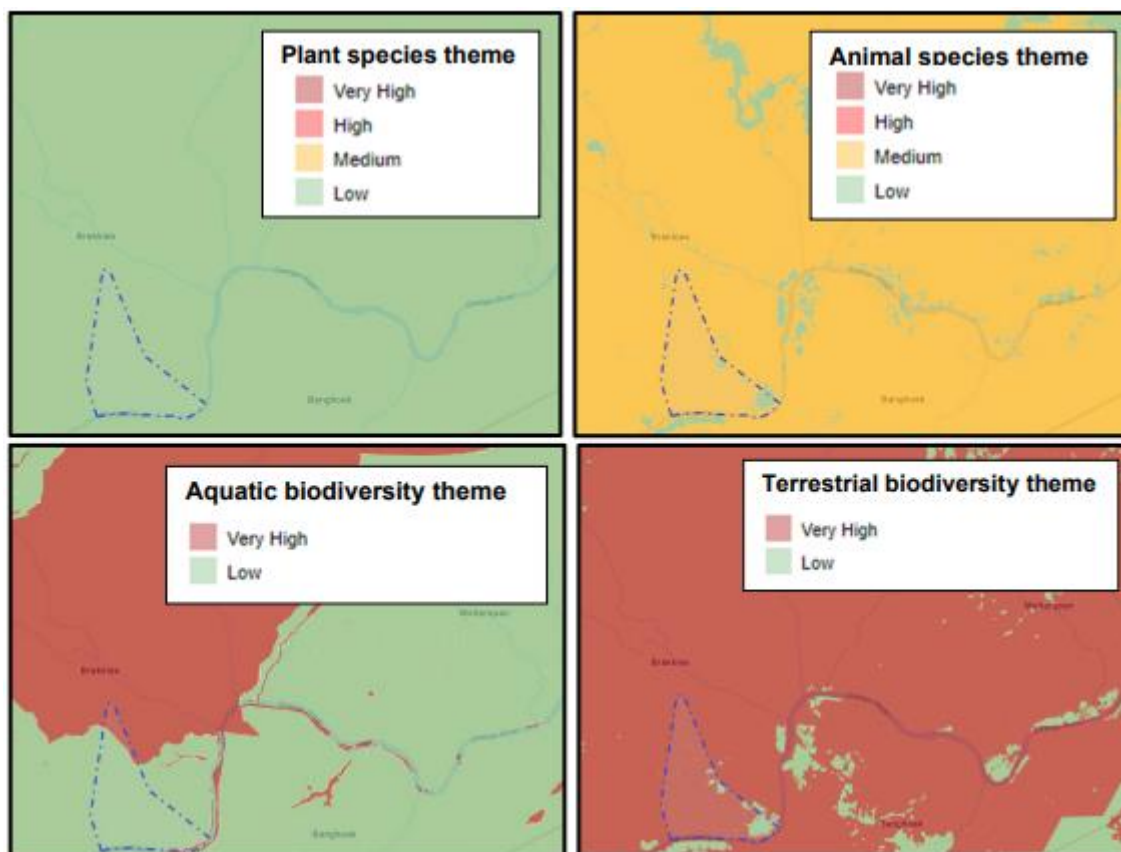 Plant species theme
Very High
High
Medium
Low
Animal species theme
Very High
High
Medium
Low
Aquatic biodiversity theme
Very High
Low
Terrestrial biodiversity theme
Very High
Low